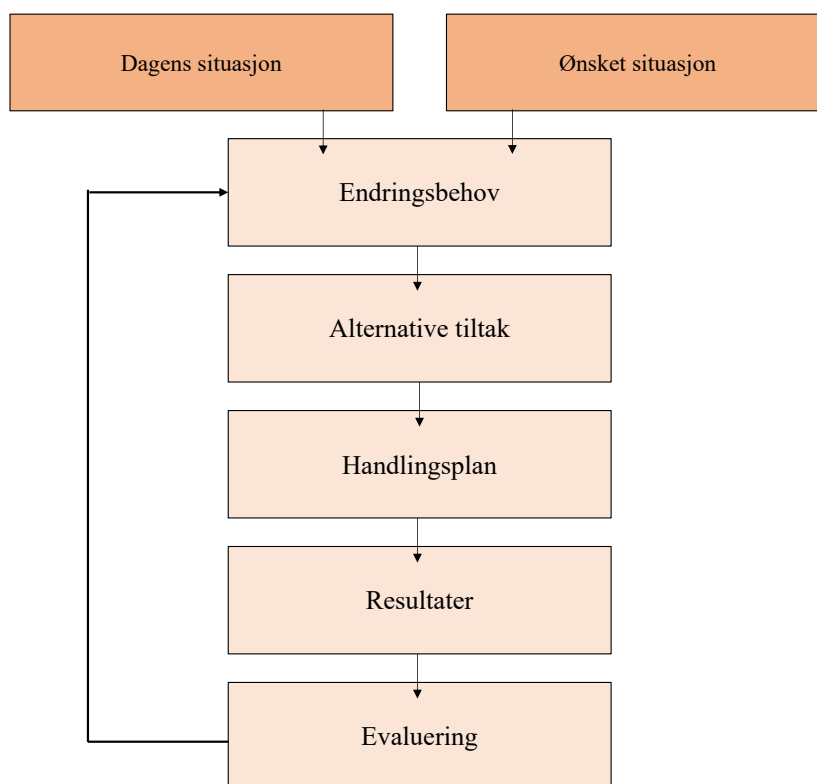 Dagens situasjon
Ønsket situasjon
Endringsbehov
Alternative tiltak
Handlingsplan
Resultater
Evaluering